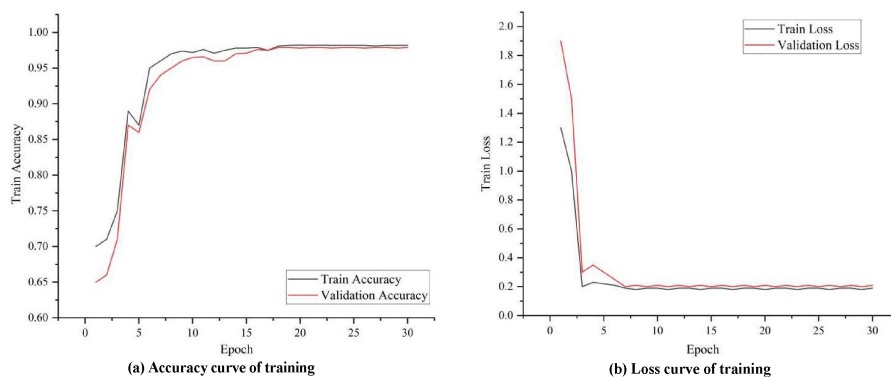 1.00
0.95
0.90
0.85
0.80
0.75
0.70
0.65
0.60
Train Accuracy
Train Accuracy
Validation Accuracy
0 5 10 15 20 25 30
Epoch
(a) Accuracy curve of training
2.0
1.8
1.6
1.4
1.2
1.0
0.8
0.6
0.4
0.2
0.0
Train Loss
Train Loss
Validation Loss
0 5 10 15 20 25 30
Epoch
(b) Loss curve of training